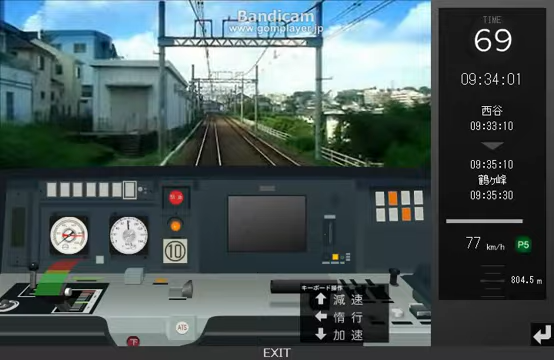 Bandicam
www.gomplayer.jp
TIME
69
09:34:01
西谷
09:33:10
09:35:10
鶴ヶ峰
09:35:30
77 km/h P5
804.5 m
10
ATS
キーボード操作
減速
惰行
加速
EXIT